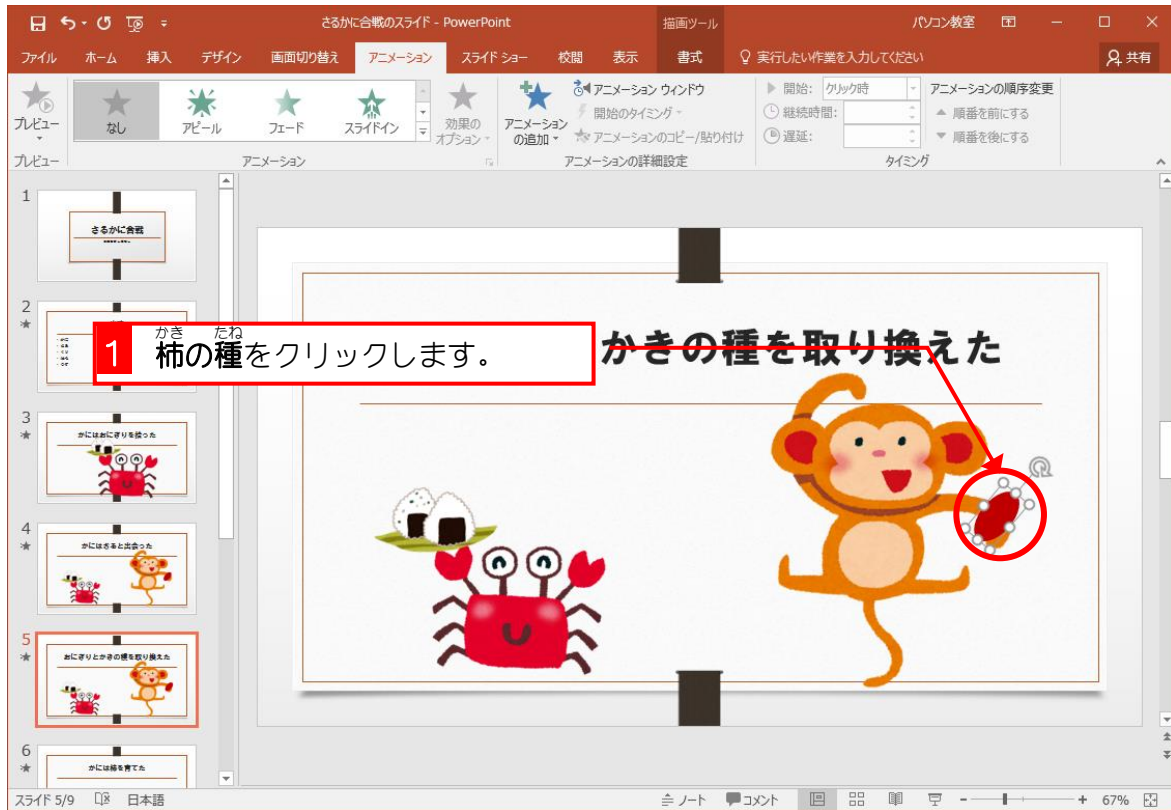 さるかに合戦のスライド - PowerPoint
描画ツール
パソコン教室
ファイル ホーム 挿入 デザイン 画面切り替え アニメーション スライド ショー 校閲 表示 書式 実行したい作業を入力してください 共有
プレビュー
なし アピール フェード スライドイン
効果のオプション
アニメーションの追加
アニメーション ウィンドウ
開始のタイミング
アニメーションのコピー/貼り付け
開始: クリック時
継続時間:
遅延:
アニメーションの順序変更
順番を前にする
順番を後にする
プレビュー アニメーション アニメーションの詳細設定 タイミング
1
さるかに合戦
2
3
かにはおにぎりを拾った
4
かにはさると出会った
5
おにぎりとかきの種を取り換えた
6
かには柿を育てた
かき たね
1 柿の種をクリックします。
かきの種を取り換えた
スライド 5/9 日本語 ノート コメント 67%